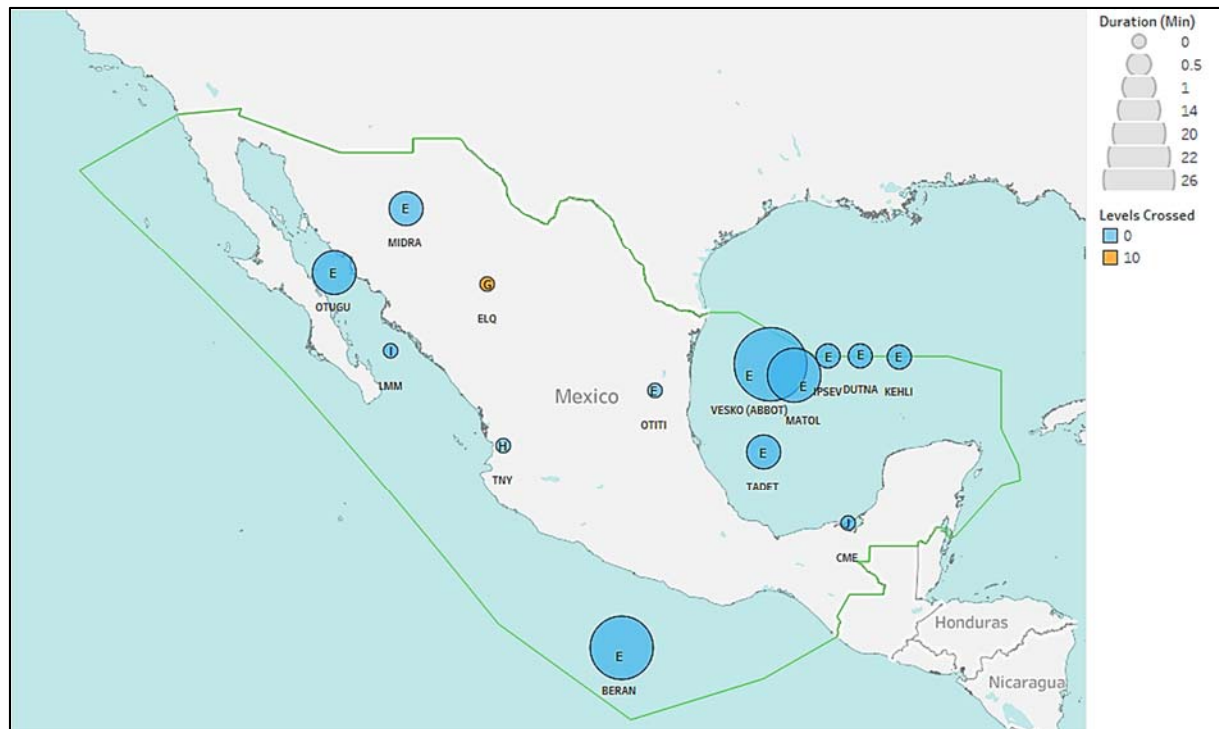 Duration (Min)
0
0.5
1
14
20
22
26
Levels Crossed
0
10
E
MIDRA
E
OTUGU
G
ELQ
I
LMM
Mexico
E
OTITI
H
TNY
E
VESKO (ABBOT)
E
MATOL
E
IPSEV
E
DUTNA
E
KEHLI
E
TADET
J
CME
E
BERAN
Honduras
Nicaragua